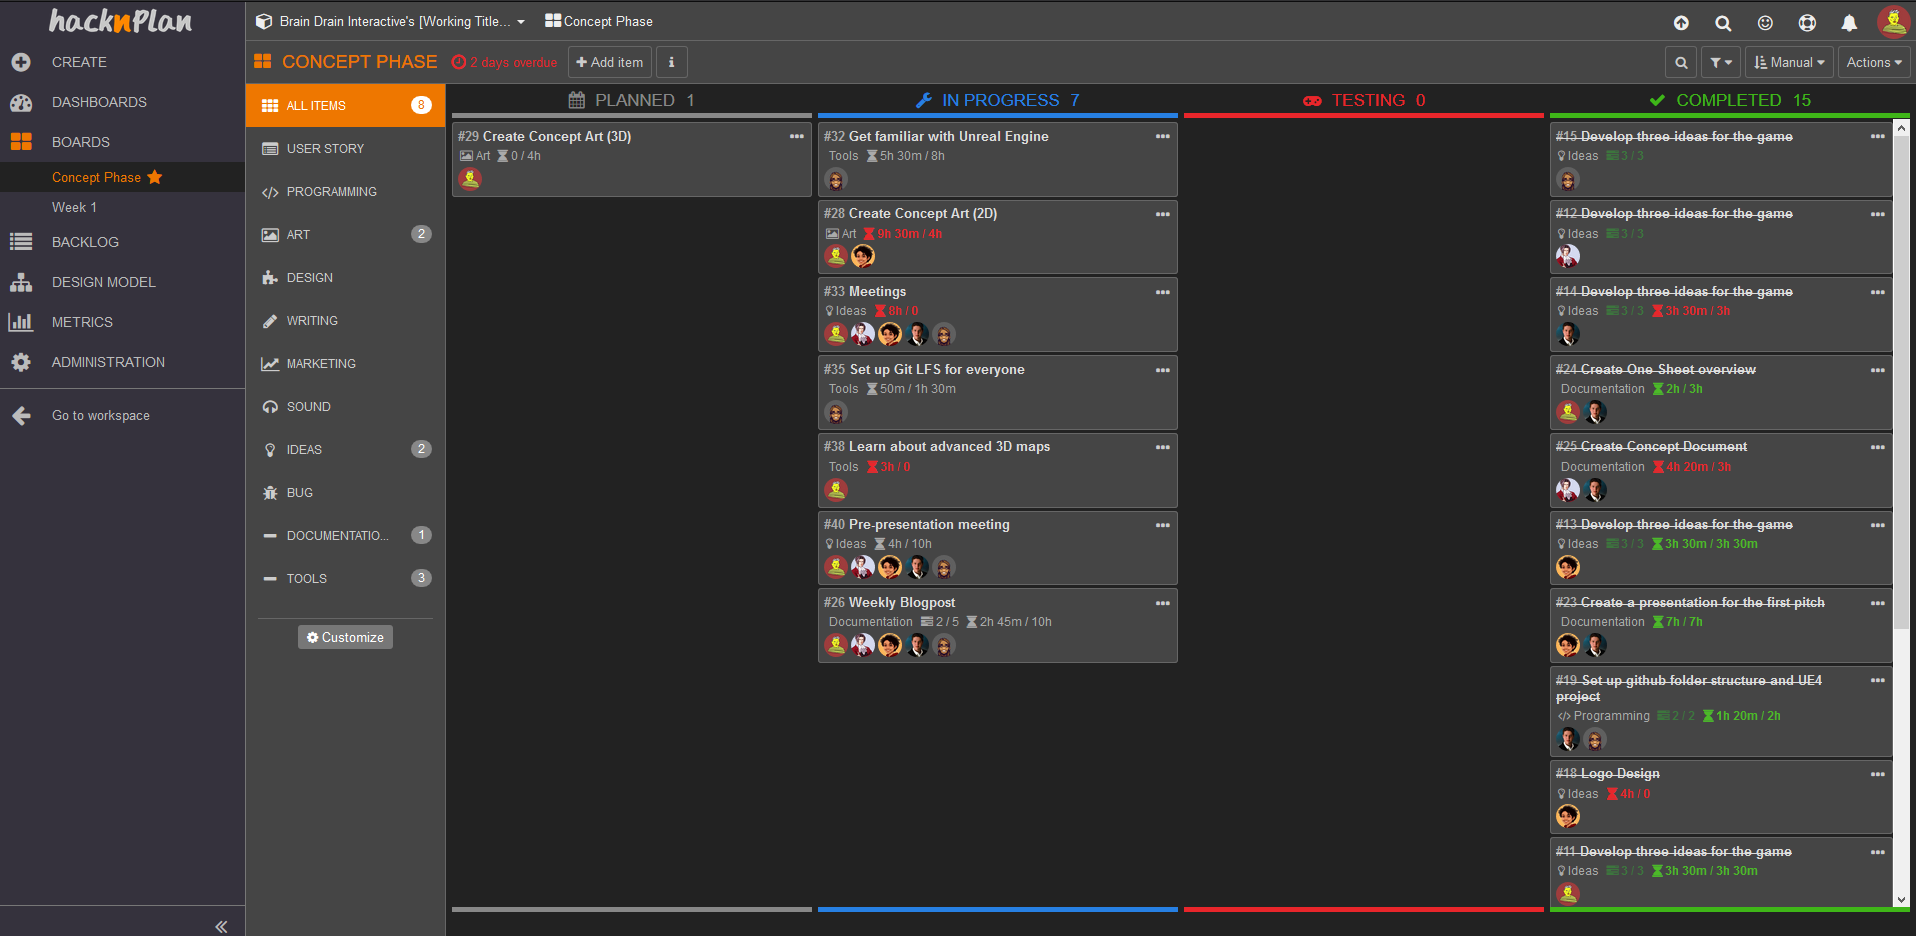 hacknPlan
CREATE
DASHBOARDS
BOARDS
Concept Phase
Week 1
BACKLOG
DESIGN MODEL
METRICS
ADMINISTRATION
Go to workspace
Brain Drain Interactive's [Working Title...
Concept Phase
CONCEPT PHASE
2 days overdue
+ Add item
i
Manual
Actions
ALL ITEMS 8
USER STORY
PROGRAMMING
ART 2
DESIGN
WRITING
MARKETING
SOUND
IDEAS 2
BUG
DOCUMENTATIO... 1
TOOLS 3
Customize
PLANNED 1
#29 Create Concept Art (3D)
Art 0 / 4h
IN PROGRESS 7
#32 Get familiar with Unreal Engine
Tools 5h 30m / 8h
#28 Create Concept Art (2D)
Art 9h 30m / 4h
#33 Meetings
Ideas 8h / 0
#35 Set up Git LFS for everyone
Tools 50m / 1h 30m
#38 Learn about advanced 3D maps
Tools 3h / 0
#40 Pre-presentation meeting
Ideas 4h / 10h
#26 Weekly Blogpost
Documentation 2 / 5 2h 45m / 10h
TESTING 0
COMPLETED 15
#15 Develop three ideas for the game
Ideas 3 / 3
#12 Develop three ideas for the game
Ideas 3 / 3
#14 Develop three ideas for the game
Ideas 3 / 3 3h 30m / 3h
#24 Create One Sheet overview
Documentation 2h / 3h
#25 Create Concept Document
Documentation 4h 20m / 3h
#13 Develop three ideas for the game
Ideas 3 / 3 3h 30m / 3h 30m
#23 Create a presentation for the first pitch
Documentation 7h / 7h
#19 Set up github folder structure and UE4
project
Programming 2 / 2 1h 20m / 2h
#18 Logo Design
Ideas 4h / 0
#11 Develop three ideas for the game
Ideas 3 / 3 3h 30m / 3h 30m